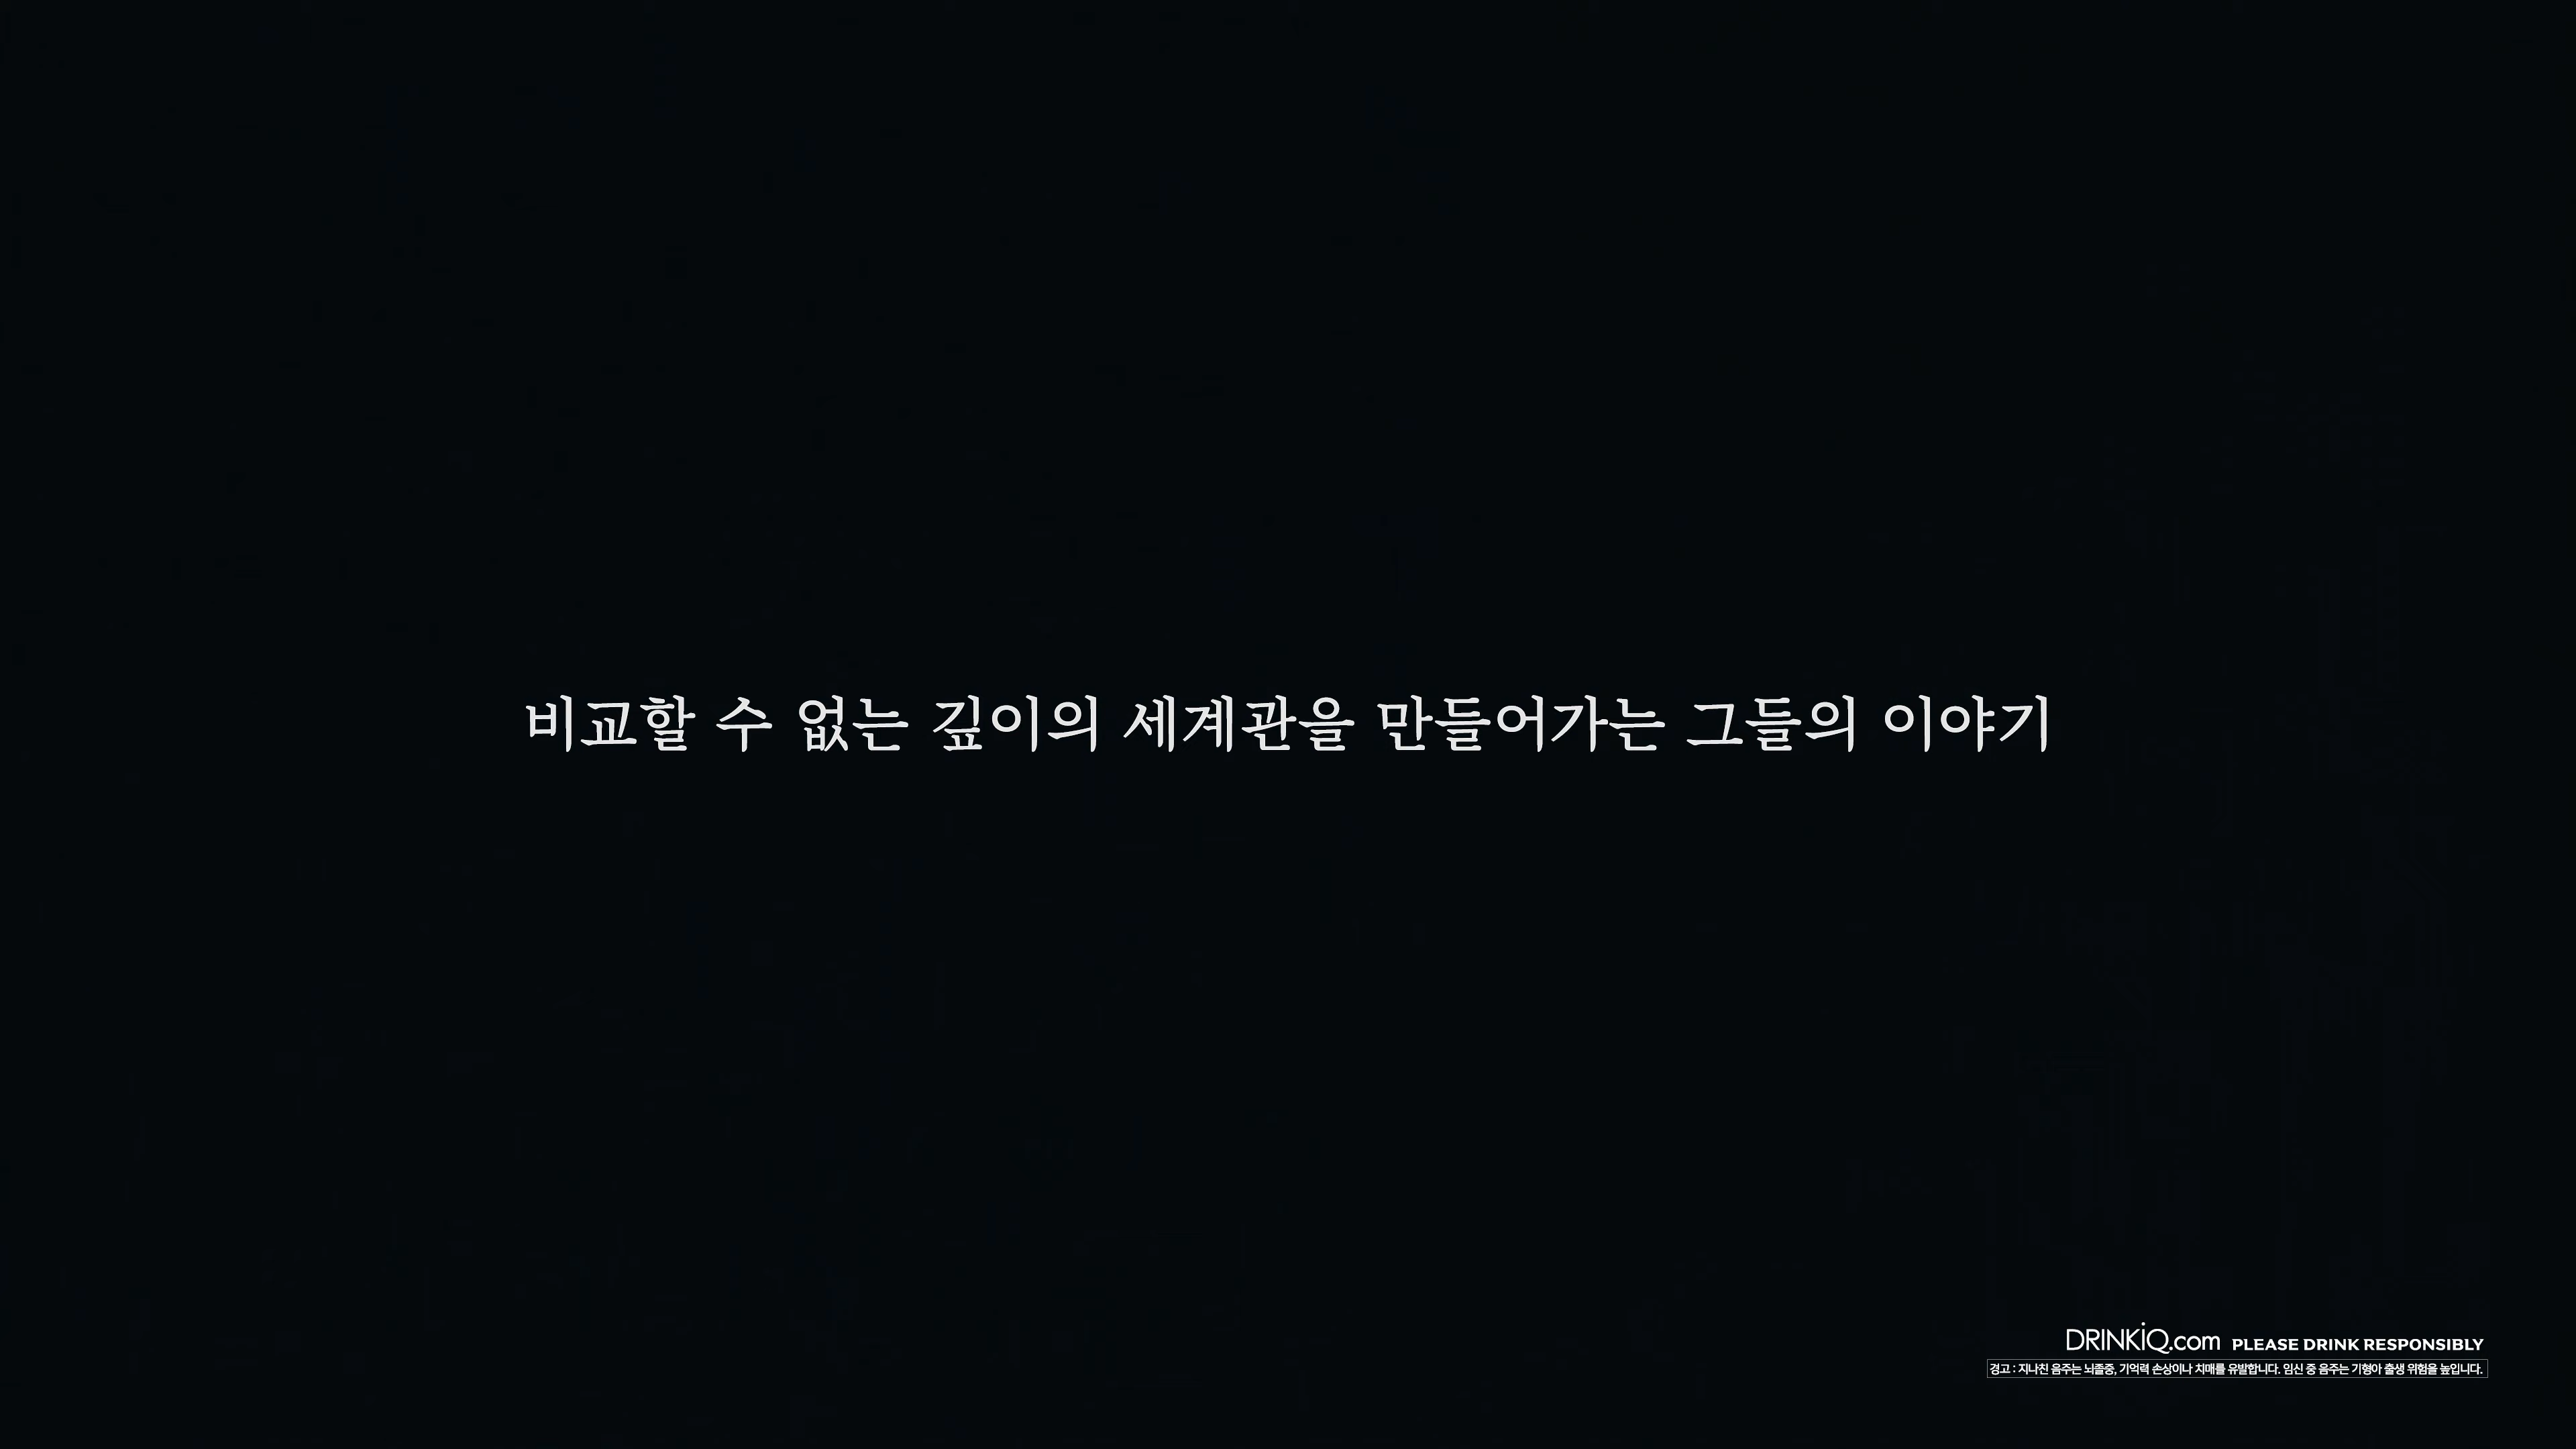 비교할 수 없는 깊이의 세계관을 만들어가는 그들의 이야기
DRINKiQ.com PLEASE DRINK RESPONSIBLY
경고 : 지나친 음주는 뇌졸중, 기억력 손상이나 치매를 유발합니다. 임신 중 음주는 기형아 출생 위험을 높입니다.